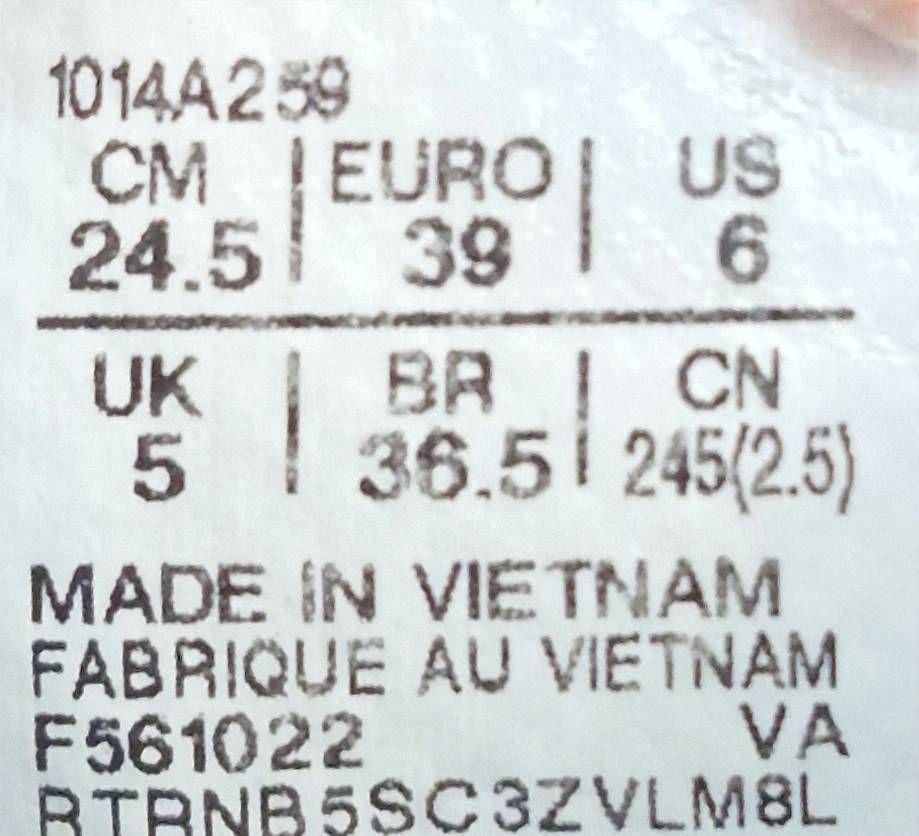 1014A259
CM | EURO | US
24.5 | 39 | 6
UK | BR | CN
5 | 36.5 | 245(2.5)
MADE IN VIETNAM
FABRIQUE AU VIETNAM
F561022 VA
RTRNB5SC3ZVLM8L